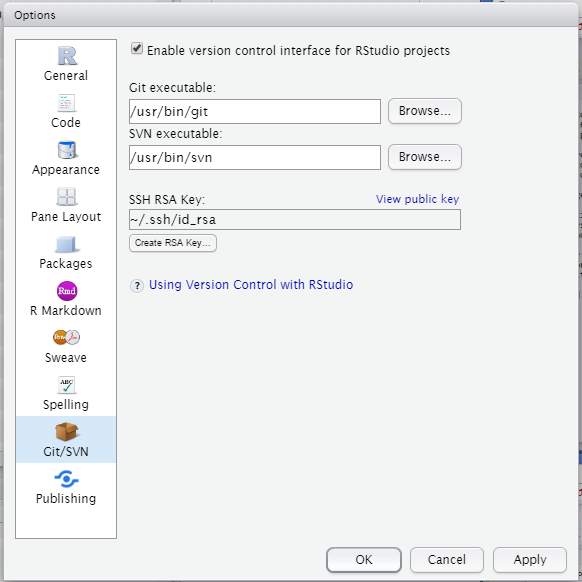 Options
General
Code
Appearance
Pane Layout
Packages
Rmd
R Markdown
Sweave
ABC
Spelling
Git/SVN
Publishing
Enable version control interface for RStudio projects
Git executable:
/usr/bin/git
Browse...
SVN executable:
/usr/bin/svn
Browse...
SSH RSA Key:
View public key
~/.ssh/id_rsa
Create RSA Key...
? Using Version Control with RStudio
OK
Cancel
Apply